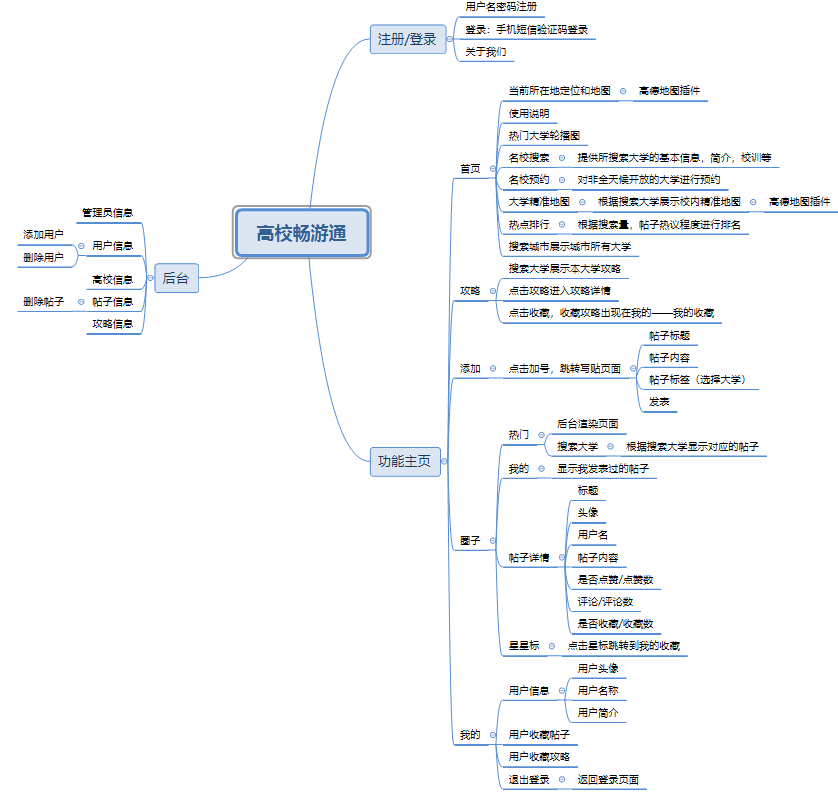 高校畅游通
注册/登录
用户名密码注册
登录：手机短信验证码登录
关于我们
功能主页
首页
当前所在地定位和地图
高德地图插件
使用说明
热门大学轮播图
名校搜索
提供所搜索大学的基本信息，简介，校训等
名校预约
对非全天候开放的大学进行预约
大学精准地图
根据搜索大学展示校内精准地图
高德地图插件
热点排行
根据搜索量，帖子热议程度进行排名
搜索城市展示城市所有大学
攻略
搜索大学展示本大学攻略
点击攻略进入攻略详情
点击收藏，收藏攻略出现在我的——我的收藏
添加
点击加号，跳转写贴页面
帖子标题
帖子内容
帖子标签（选择大学）
发表
圈子
热门
后台渲染页面
搜索大学
根据搜索大学显示对应的帖子
我的
显示我发表过的帖子
帖子详情
标题
头像
用户名
帖子内容
是否点赞/点赞数
评论/评论数
是否收藏/收藏数
星星标
点击星标跳转到我的收藏
我的
用户信息
用户头像
用户名称
用户简介
用户收藏帖子
用户收藏攻略
退出登录
返回登录页面
后台
管理员信息
用户信息
添加用户
删除用户
高校信息
帖子信息
删除帖子
攻略信息